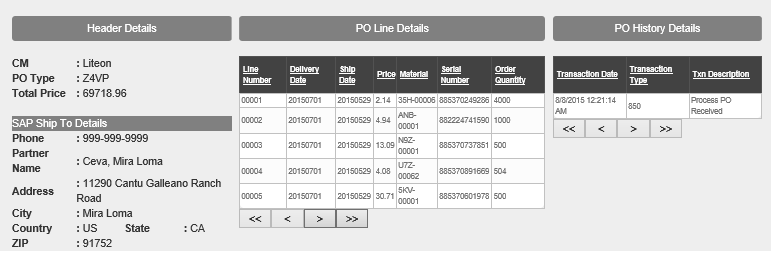 Header Details
CM : Liteon
PO Type : Z4VP
Total Price : 69718.96
SAP Ship To Details
Phone : 999-999-9999
Partner
Name : Ceva, Mira Loma
Address : 11290 Cantu Galleano Ranch
Road
City : Mira Loma
Country : US State : CA
ZIP : 91752
PO Line Details
Line Number Delivery Date Ship Date Price Material Serial Number Order Quantity
00001 20150701 20150529 2.14 35H-00006 885370249286 4000
00002 20150701 20150529 4.94 ANB-00001 882224741590 1000
00003 20150701 20150529 13.09 N9Z-00001 885370737851 500
00004 20150701 20150529 4.08 U7Z-00062 885370891669 504
00005 20150701 20150529 30.71 5KV-00001 885370601978 500
<< < > >>
PO History Details
Transaction Date Transaction Type Txn Description
8/8/2015 12:21:14 AM 850 Process PO Received
<< < > >>